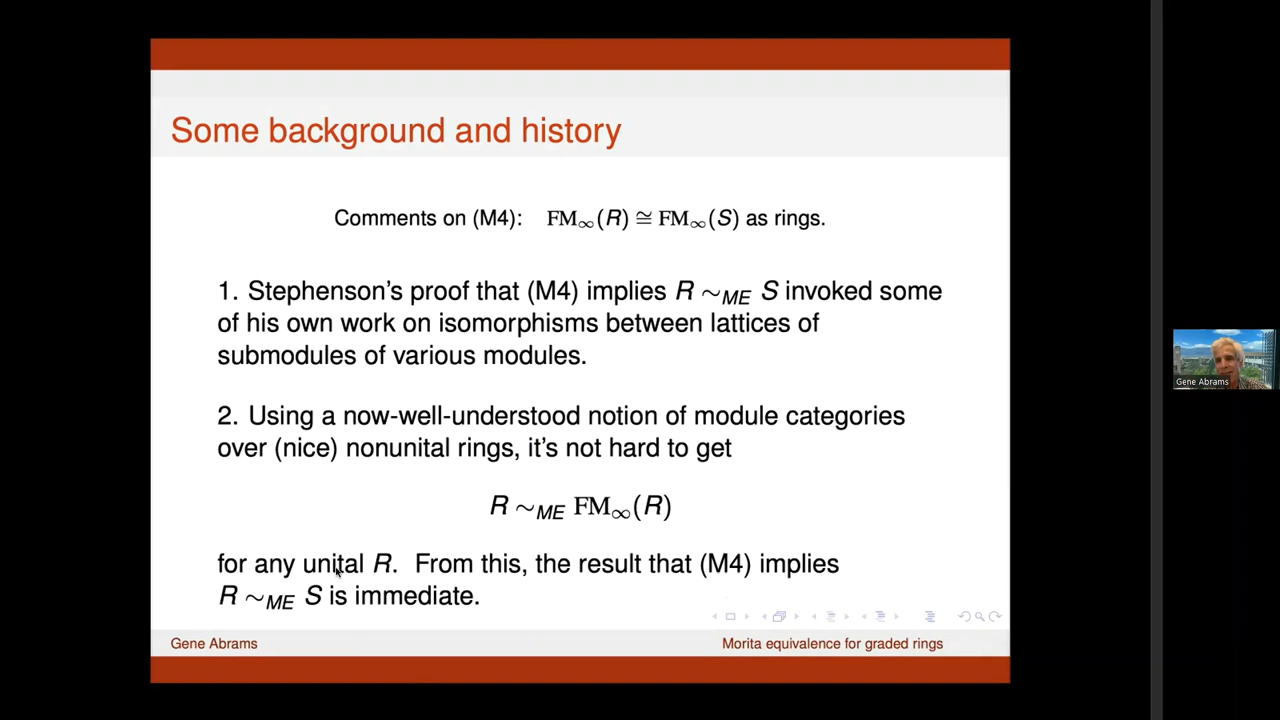 Some background and history
Comments on (M4): FM∞(R) ≅ FM∞(S) as rings.
1. Stephenson's proof that (M4) implies R ∼ME S invoked some
of his own work on isomorphisms between lattices of
submodules of various modules.
2. Using a now-well-understood notion of module categories
over (nice) nonunital rings, it's not hard to get
R ∼ME FM∞(R)
for any unital R. From this, the result that (M4) implies
R ∼ME S is immediate.
Gene Abrams
Morita equivalence for graded rings
Gene Abrams